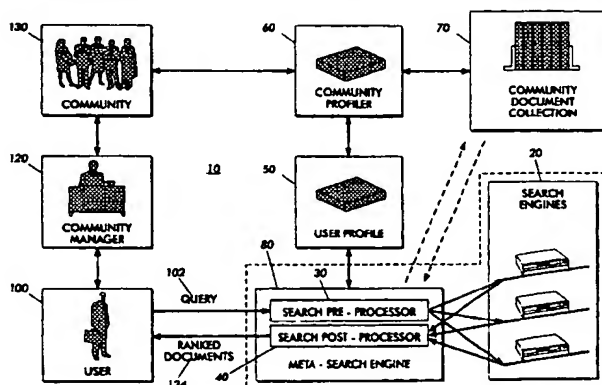 130
COMMUNITY
60
COMMUNITY
PROFILER
70
COMMUNITY
DOCUMENT
COLLECTION
120
COMMUNITY
MANAGER
10
50
USER PROFILE
20
SEARCH
ENGINES
100
USER
QUERY
102
RANKED
DOCUMENTS
124
80
30
SEARCH PRE - PROCESSOR
SEARCH POST - PROCESSOR
40
META - SEARCH ENGINE